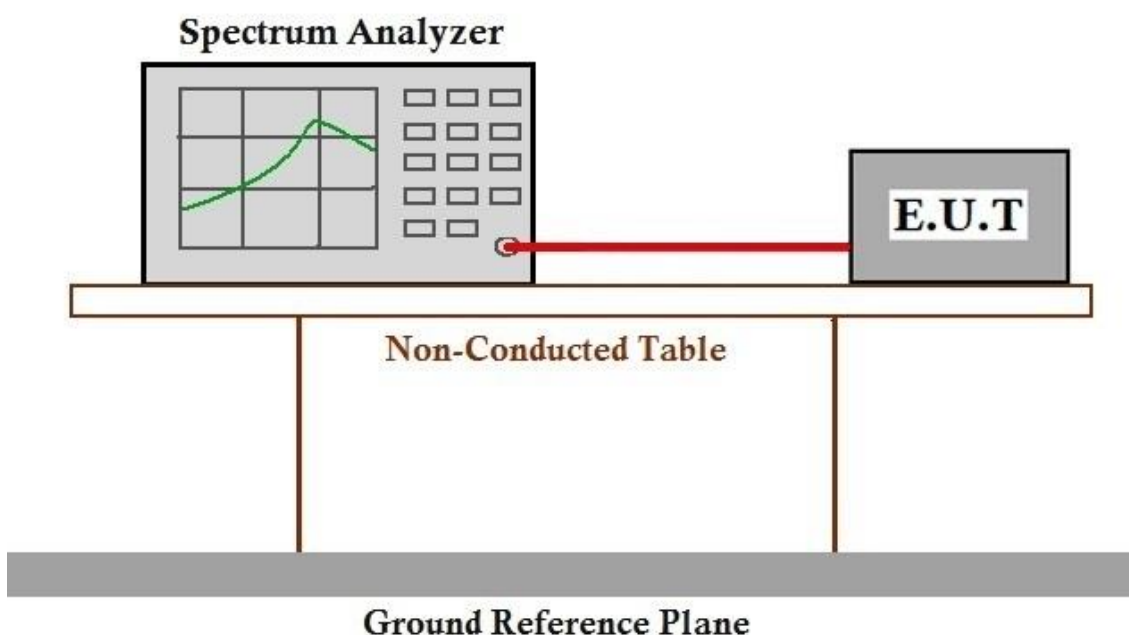 Spectrum Analyzer
E.U.T
Non-Conducted Table
Ground Reference Plane